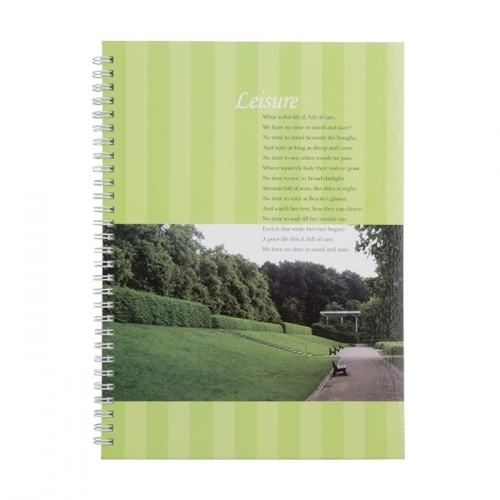 Leisure
What is this life if, full of care,
We have no time to stand and stare?
No time to stand beneath the boughs,
And stare as long as sheep and cows:
No time to see, when woods we pass,
Where squirrels hide their nuts in grass:
No time to see, in broad daylight,
Streams full of stars, like skies at night:
No time to turn at Beauty's glance,
And watch her feet, how they can dance:
No time to wait till her mouth can
Enrich that smile her eyes began?
A poor life this if, full of care,
We have no time to stand and stare.